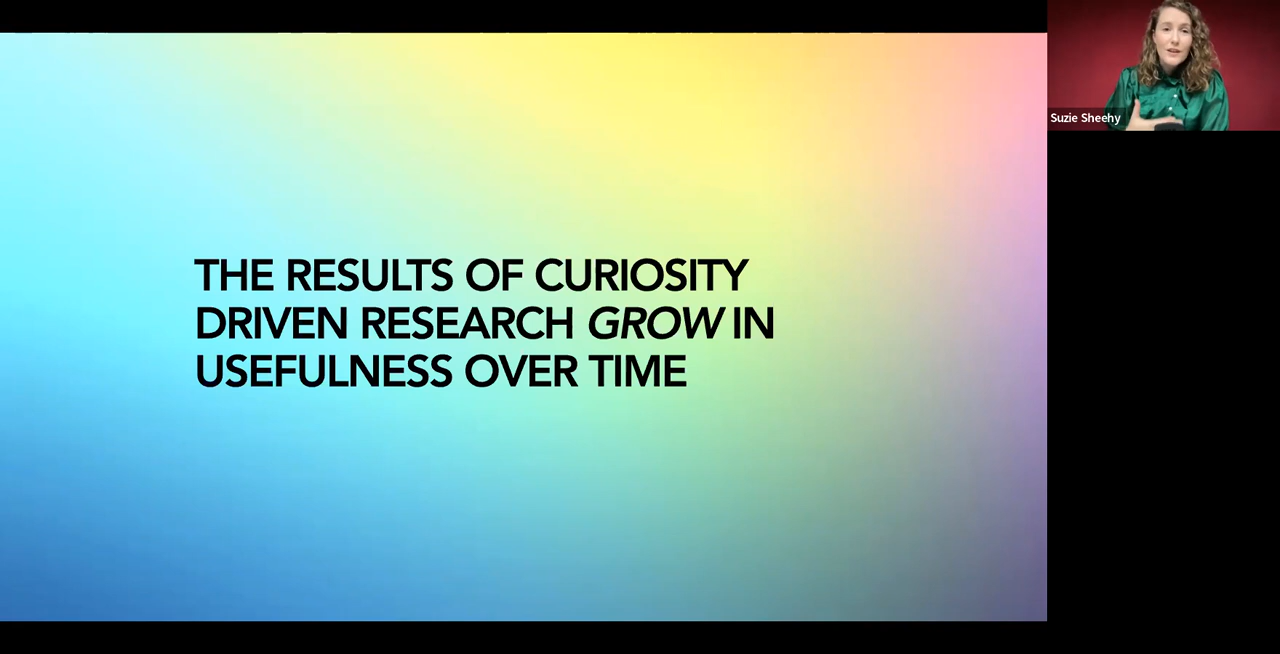 THE RESULTS OF CURIOSITY
DRIVEN RESEARCH GROW IN
USEFULNESS OVER TIME
Suzie Sheehy